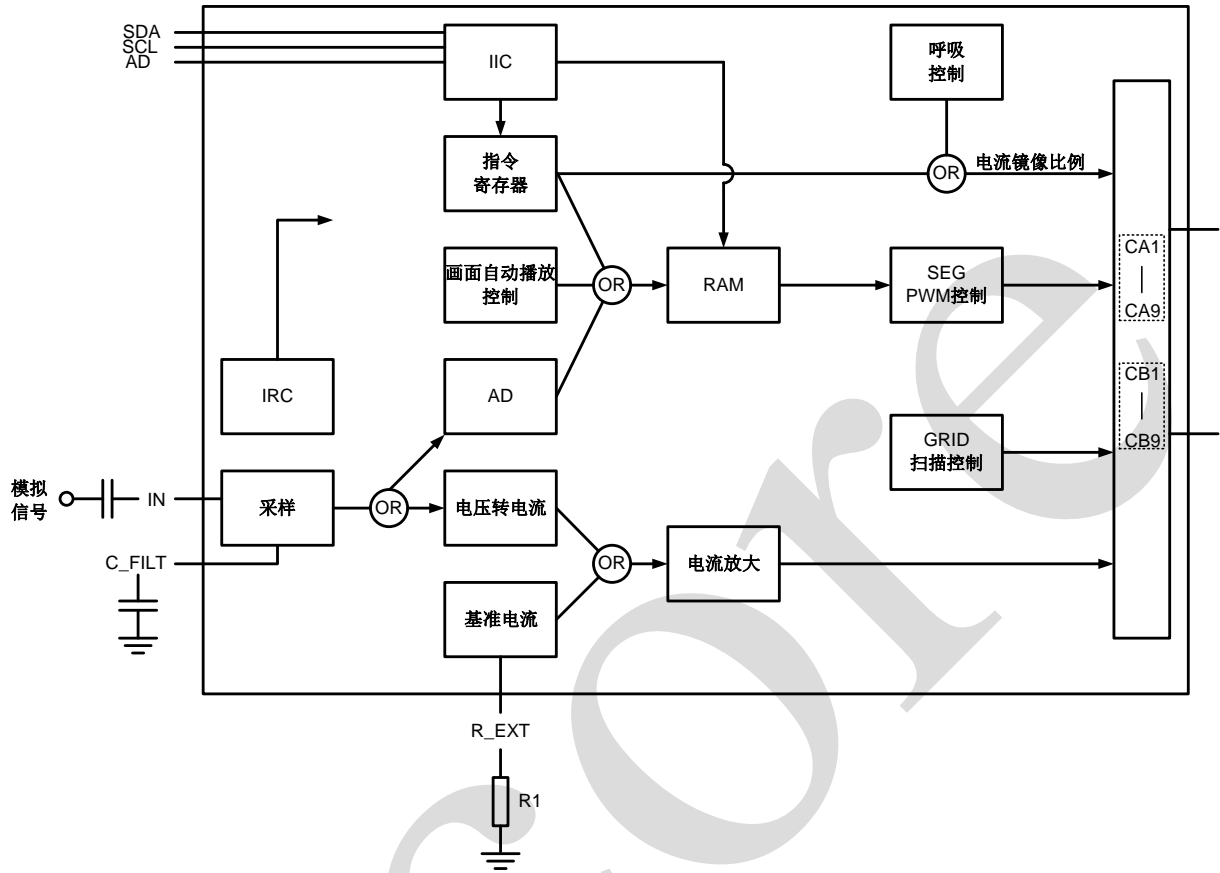 SDA
SCL
AD
IIC
呼吸
控制
指令
寄存器
OR
电流镜像比例
画面自动播放
控制
OR
RAM
SEG
PWM控制
CA1
CA9
IRC
AD
CB1
CB9
GRID
扫描控制
模拟
信号
IN
采样
OR
电压转电流
C_FILT
OR
电流放大
基准电流
R_EXT
R1
ore